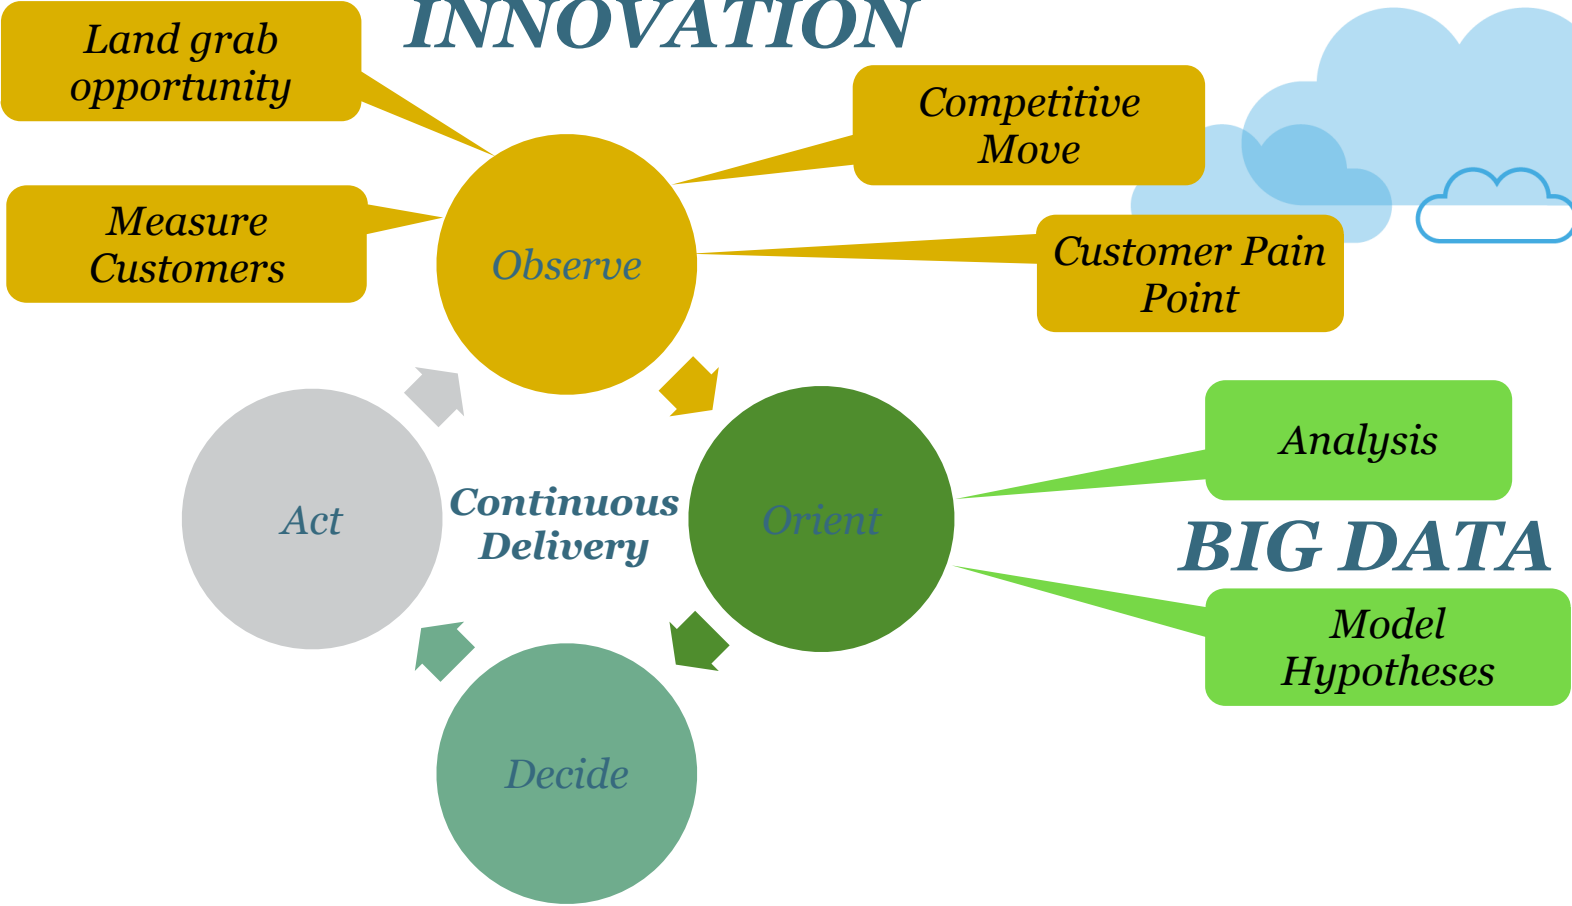 INNOVATION
Land grab
opportunity
Competitive
Move
Measure
Customers
Observe
Customer Pain
Point
Act
Continuous
Delivery
Orient
Analysis
BIG DATA
Model
Hypotheses
Decide